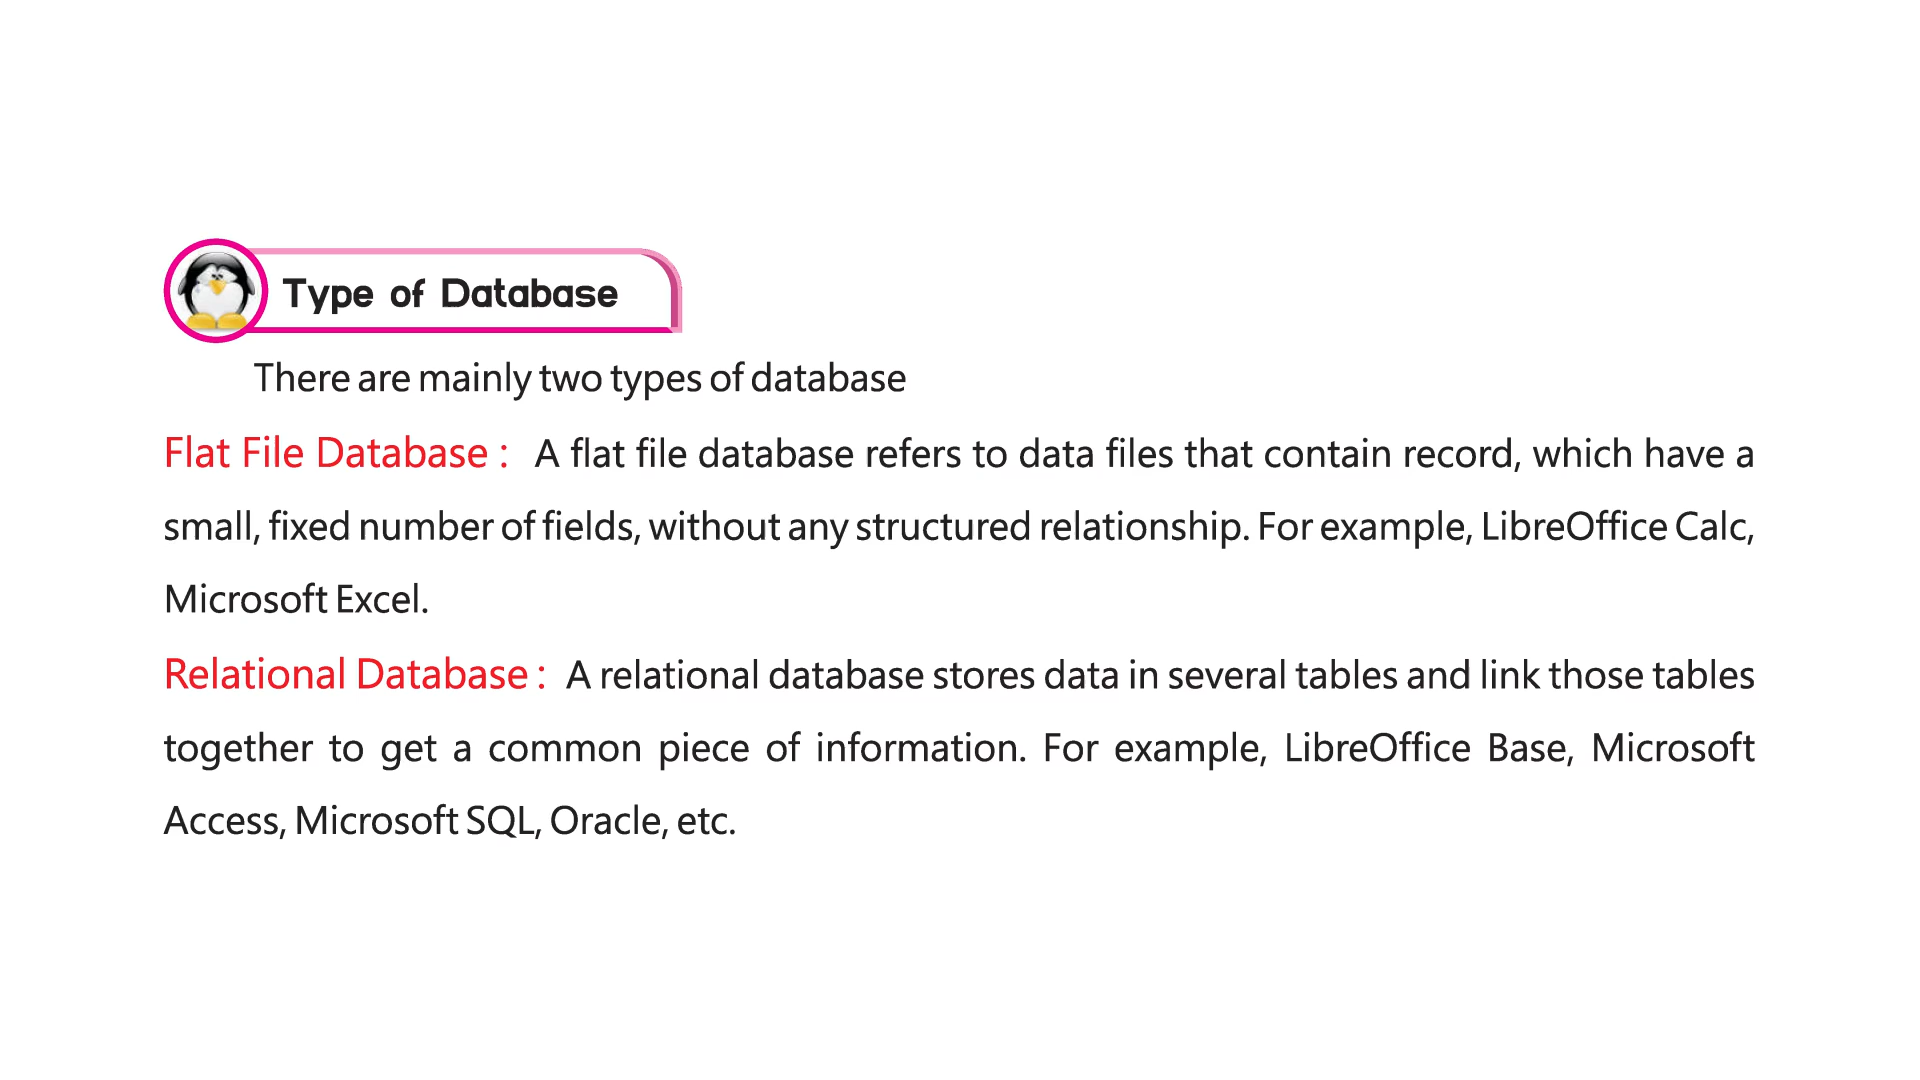 Type of Database
There are mainly two types of database
Flat File Database : A flat file database refers to data files that contain record, which have a
small, fixed number of fields, without any structured relationship. For example, LibreOffice Calc,
Microsoft Excel.
Relational Database : A relational database stores data in several tables and link those tables
together to get a common piece of information. For example, LibreOffice Base, Microsoft
Access, Microsoft SQL, Oracle, etc.